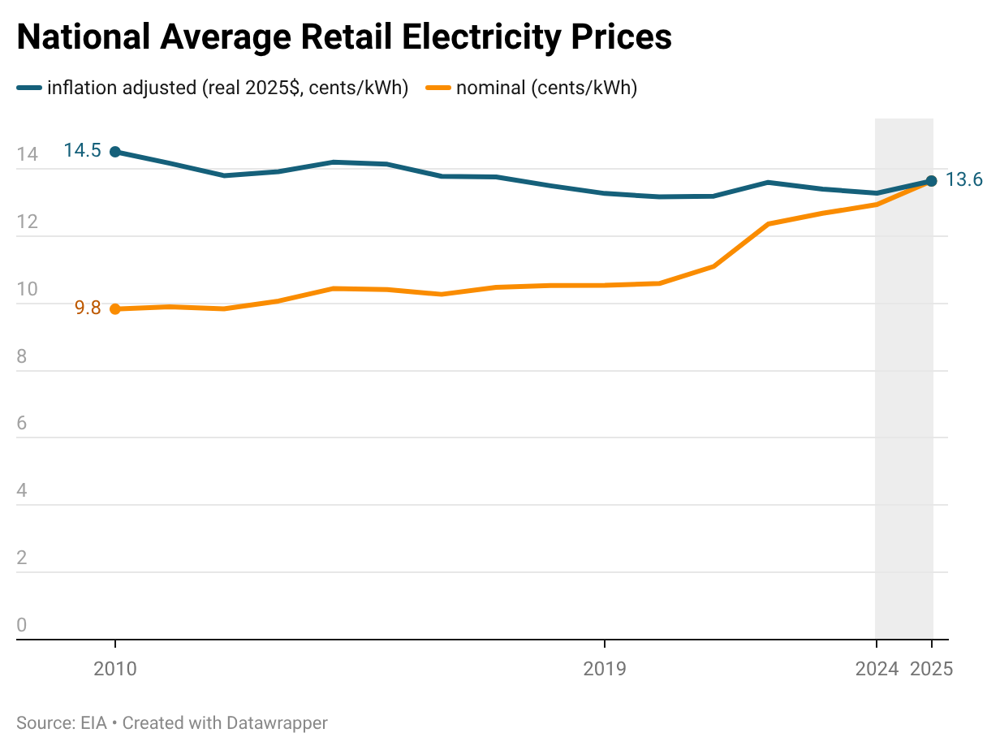 National Average Retail Electricity Prices
inflation adjusted (real 2025$, cents/kWh) nominal (cents/kWh)
14
14.5
13.6
12
10
9.8
8
6
4
2
0
2010 2019 2024 2025
Source: EIA • Created with Datawrapper